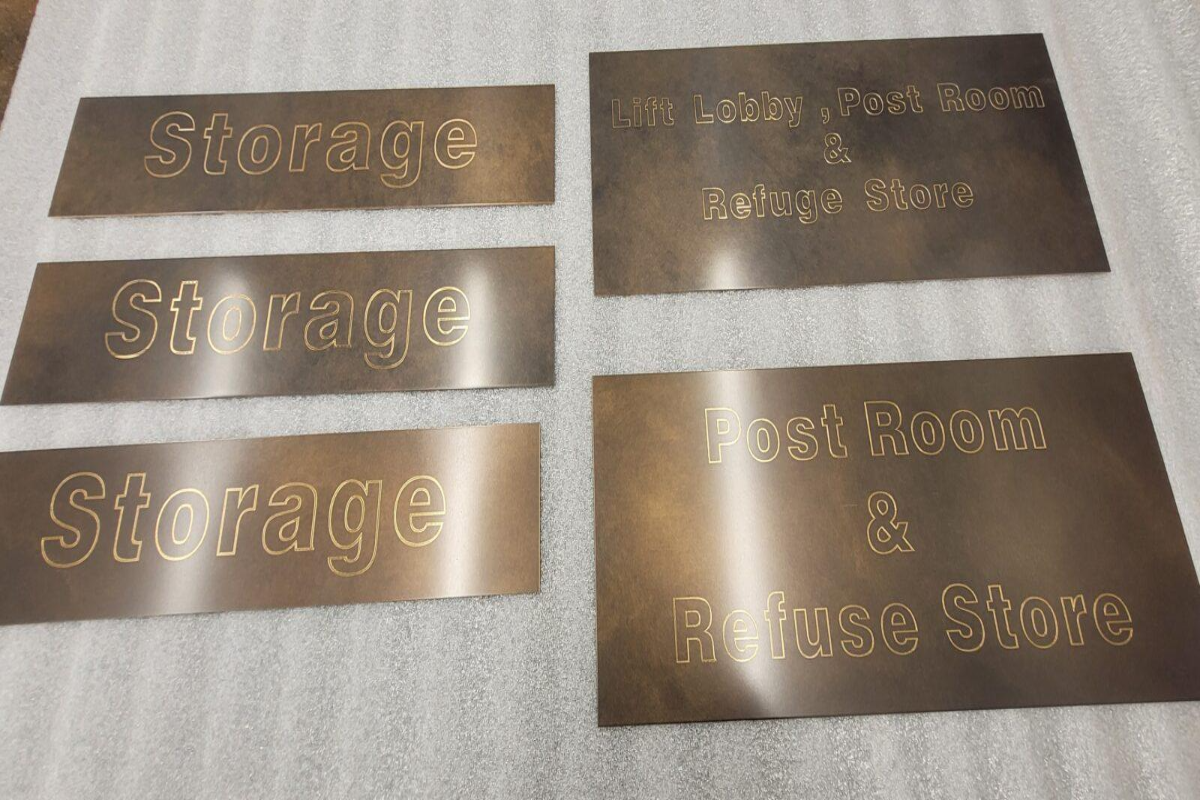 Storage
Storage
Storage
Lift Lobby , Post Room
&
Refuge Store
Post Room
&
Refuse Store